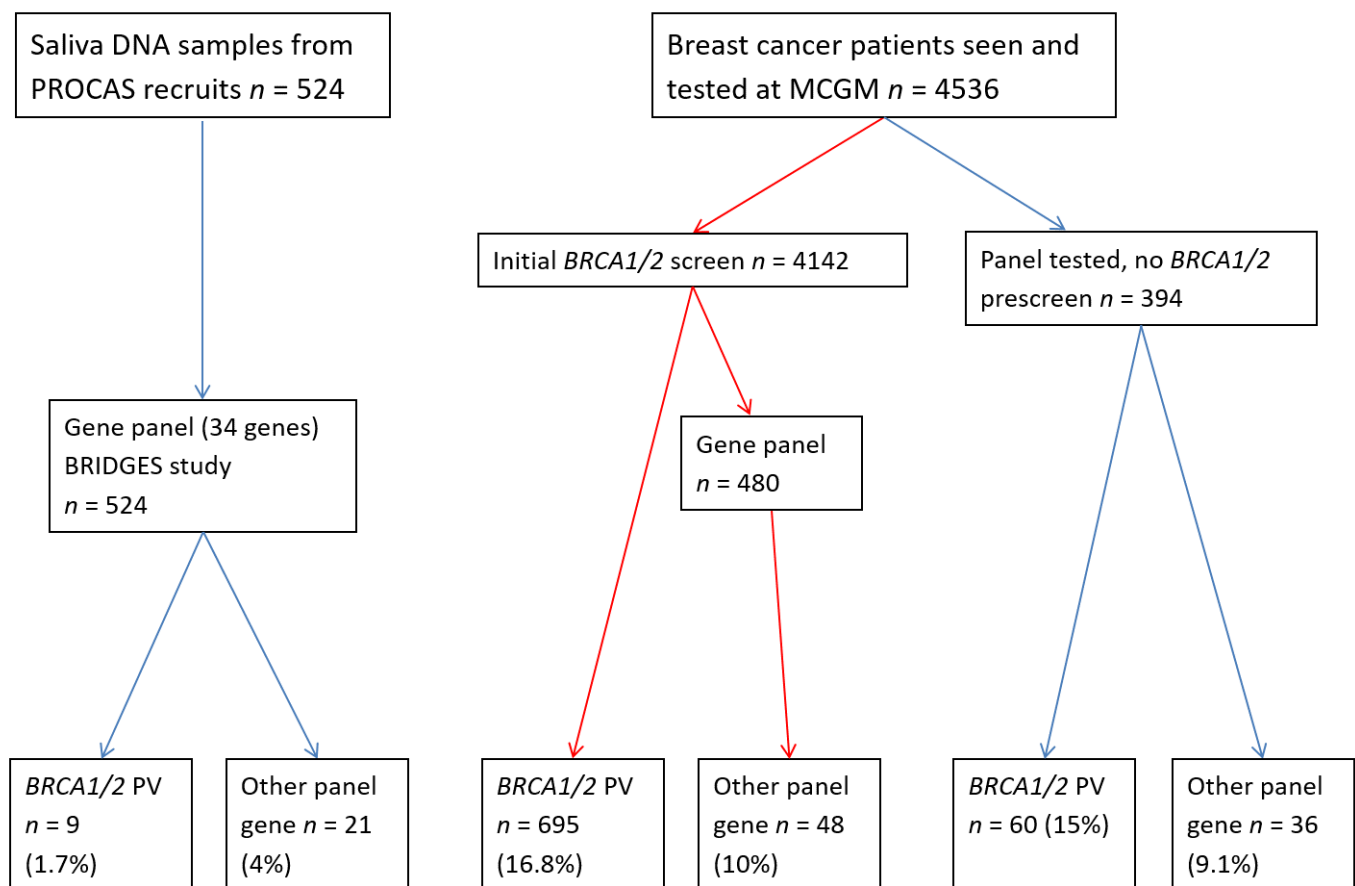 Saliva DNA samples from
PROCAS recruits n = 524
Breast cancer patients seen and
tested at MCGM n = 4536
Initial BRCA1/2 screen n = 4142
Panel tested, no BRCA1/2
prescreen n = 394
Gene panel (34 genes)
BRIDGES study
n = 524
Gene panel
n = 480
BRCA1/2 PV
n = 9
(1.7%)
Other panel
gene n = 21
(4%)
BRCA1/2 PV
n = 695
(16.8%)
Other panel
gene n = 48
(10%)
BRCA1/2 PV
n = 60 (15%)
Other panel
gene n = 36
(9.1%)